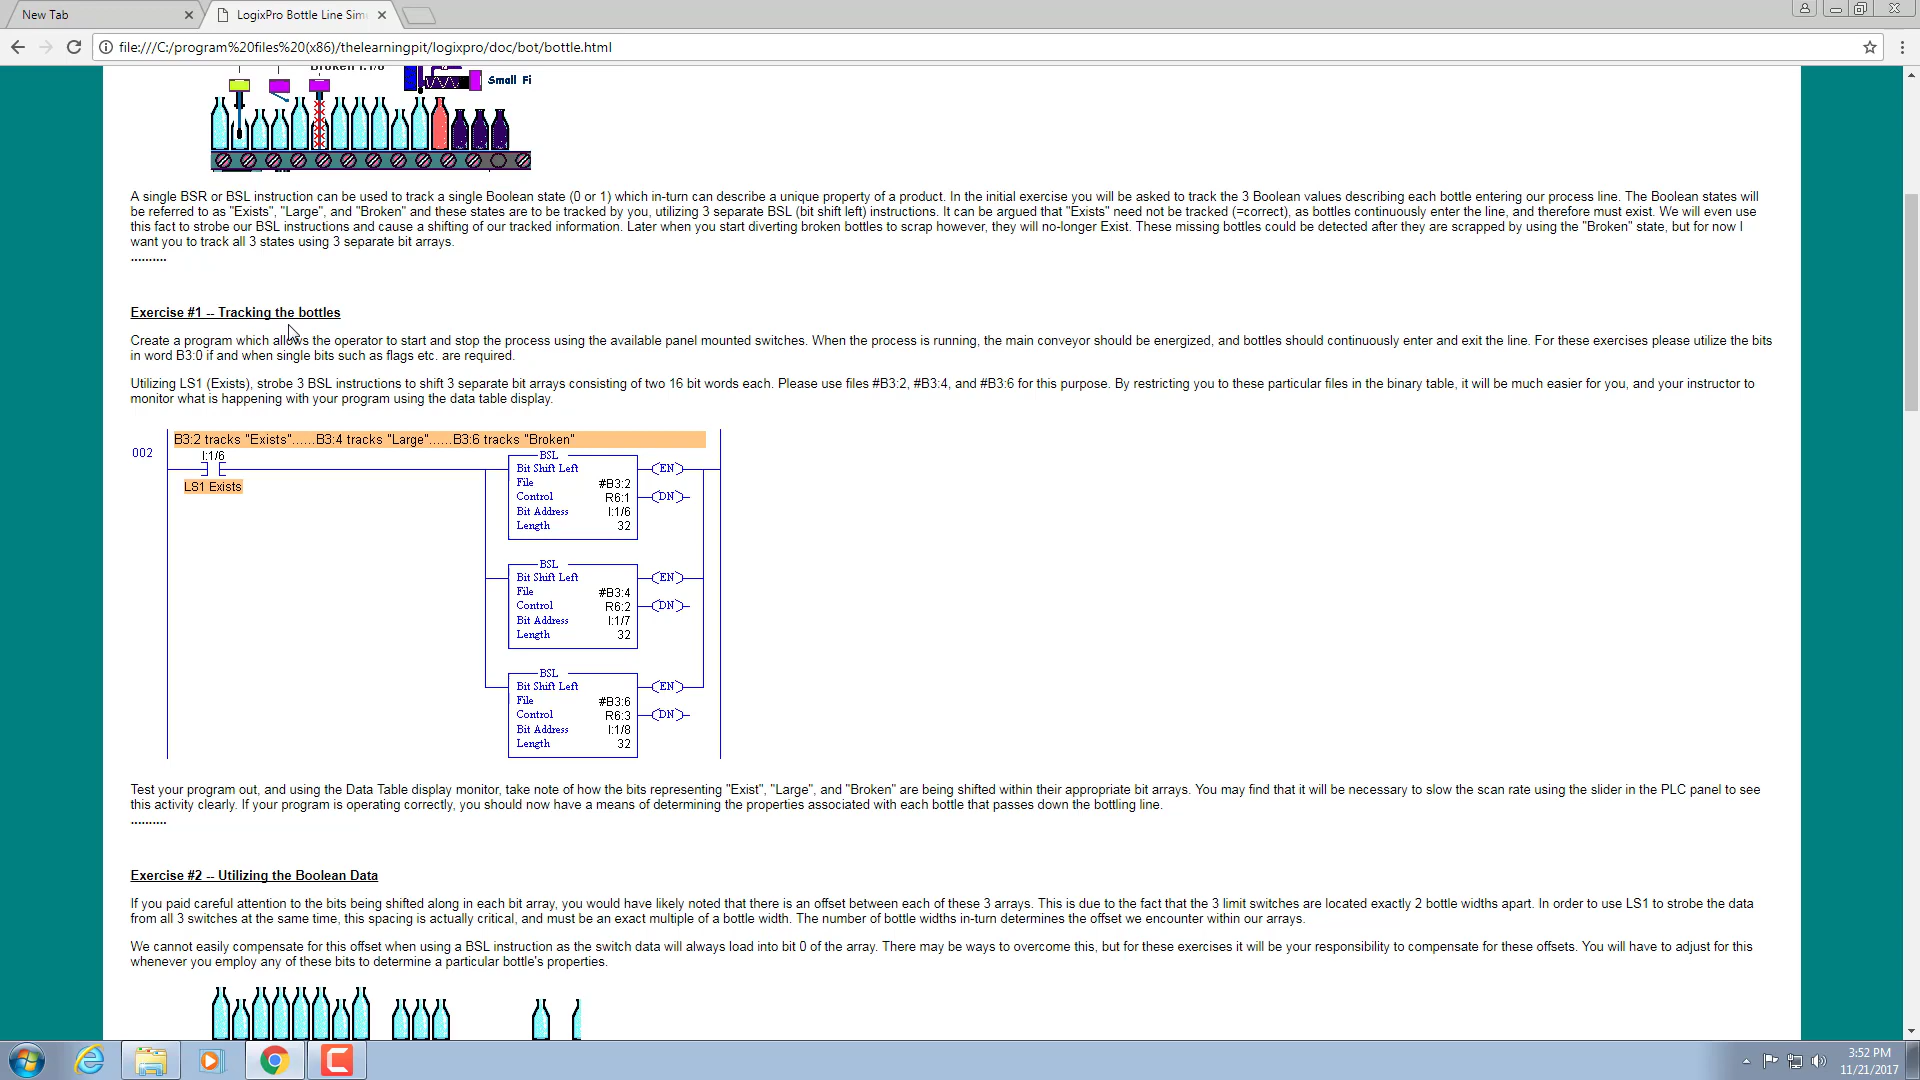 New Tab
LogixPro Bottle Line Sim
file:///C:/program%20files%20(x86)/thelearningpit/logixpro/doc/bot/bottle.html
Broken I:1/8
Small Fi
A single BSR or BSL instruction can be used to track a single Boolean state (0 or 1) which in-turn can describe a unique property of a product. In the initial exercise you will be asked to track the 3 Boolean values describing each bottle entering our process line. The Boolean states will
be referred to as "Exists", "Large", and "Broken" and these states are to be tracked by you, utilizing 3 separate BSL (bit shift left) instructions. It can be argued that "Exists" need not be tracked (=correct), as bottles continuously enter the line, and therefore must exist. We will even use
this fact to strobe our BSL instructions and cause a shifting of our tracked information. Later when you start diverting broken bottles to scrap however, they will no-longer Exist. These missing bottles could be detected after they are scrapped by using the "Broken" state, but for now I
want you to track all 3 states using 3 separate bit arrays.
..........
Exercise #1 -- Tracking the bottles
Create a program which allows the operator to start and stop the process using the available panel mounted switches. When the process is running, the main conveyor should be energized, and bottles should continuously enter and exit the line. For these exercises please utilize the bits
in word B3:0 if and when single bits such as flags etc. are required.
Utilizing LS1 (Exists), strobe 3 BSL instructions to shift 3 separate bit arrays consisting of two 16 bit words each. Please use files #B3:2, #B3:4, and #B3:6 for this purpose. By restricting you to these particular files in the binary table, it will be much easier for you, and your instructor to
monitor what is happening with your program using the data table display.
B3:2 tracks "Exists"......B3:4 tracks "Large"......B3:6 tracks "Broken"
002
I:1/6
LS1 Exists
BSL
Bit Shift Left
EN
File #B3:2
Control R6:1
DN
Bit Address I:1/6
Length 32
BSL
Bit Shift Left
EN
File #B3:4
Control R6:2
DN
Bit Address I:1/7
Length 32
BSL
Bit Shift Left
EN
File #B3:6
Control R6:3
DN
Bit Address I:1/8
Length 32
Test your program out, and using the Data Table display monitor, take note of how the bits representing "Exist", "Large", and "Broken" are being shifted within their appropriate bit arrays. You may find that it will be necessary to slow the scan rate using the slider in the PLC panel to see
this activity clearly. If your program is operating correctly, you should now have a means of determining the properties associated with each bottle that passes down the bottling line.
..........
Exercise #2 -- Utilizing the Boolean Data
If you paid careful attention to the bits being shifted along in each bit array, you would have likely noted that there is an offset between each of these 3 arrays. This is due to the fact that the 3 limit switches are located exactly 2 bottle widths apart. In order to use LS1 to strobe the data
from all 3 switches at the same time, this spacing is actually critical, and must be an exact multiple of a bottle width. The number of bottle widths in-turn determines the offset we encounter within our arrays.
We cannot easily compensate for this offset when using a BSL instruction as the switch data will always load into bit 0 of the array. There may be ways to overcome this, but for these exercises it will be your responsibility to compensate for these offsets. You will have to adjust for this
whenever you employ any of these bits to determine a particular bottle's properties.
3:52 PM
11/21/2017